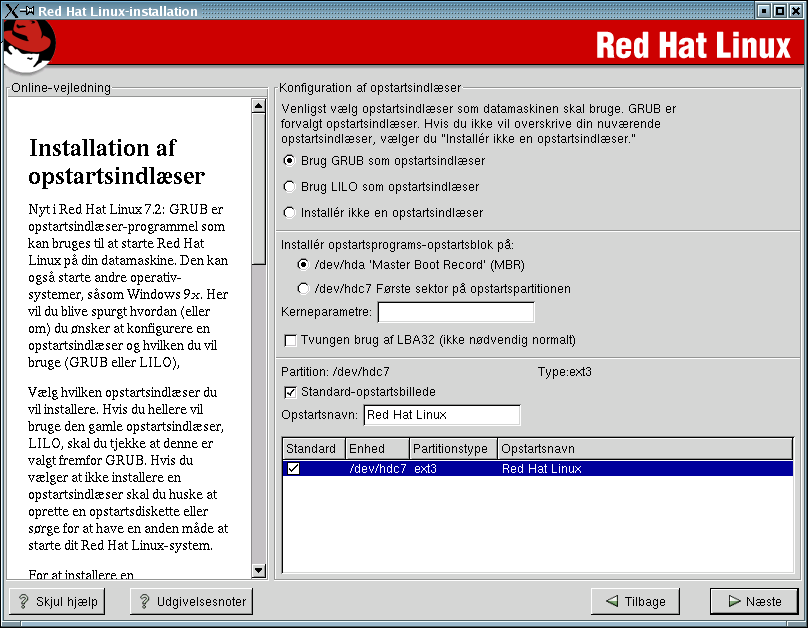 Red Hat Linux-installation
Red Hat Linux
Online-vejledning
Installation af
opstartsindlæser
Nyt i Red Hat Linux 7.2: GRUB er
opstartsindlæser-programmel som
kan bruges til at starte Red Hat
Linux på din datamaskine. Den kan
også starte andre operativ-
systemer, såsom Windows 9x. Her
vil du blive spurgt hvordan (eller
om) du ønsker at konfigurere en
opstartsindlæser og hvilken du vil
bruge (GRUB eller LILO),
Vælg hvilken opstartsindlæser du
vil installere. Hvis du hellere vil
bruge den gamle opstartsindlæser,
LILO, skal du tjekke at denne er
valgt fremfor GRUB. Hvis du
vælger at ikke installere en
opstartsindlæser skal du huske at
oprette en opstartsdiskette eller
sørge for at have en anden måde at
starte dit Red Hat Linux-system.
For at installere en
Konfiguration af opstartsindlæser
Venligst vælg opstartsindlæser som datamaskinen skal bruge. GRUB er
forvalgt opstartsindlæser. Hvis du ikke vil overskrive din nuværende
opstartsindlæser, vælger du "Installér ikke en opstartsindlæser."
Brug GRUB som opstartsindlæser
Brug LILO som opstartsindlæser
Installér ikke en opstartsindlæser
Installér opstartsprograms-opstartsblok på:
/dev/hda 'Master Boot Record' (MBR)
/dev/hdc7 Første sektor på opstartspartitionen
Kerneparametre:
Tvungen brug af LBA32 (ikke nødvendig normalt)
Partition: /dev/hdc7 Type:ext3
Standard-opstartsbillede
Opstartsnavn: Red Hat Linux
Standard Enhed Partitionstype Opstartsnavn
/dev/hdc7 ext3 Red Hat Linux
Skjul hjælp Udgivelsesnoter Tilbage Næste